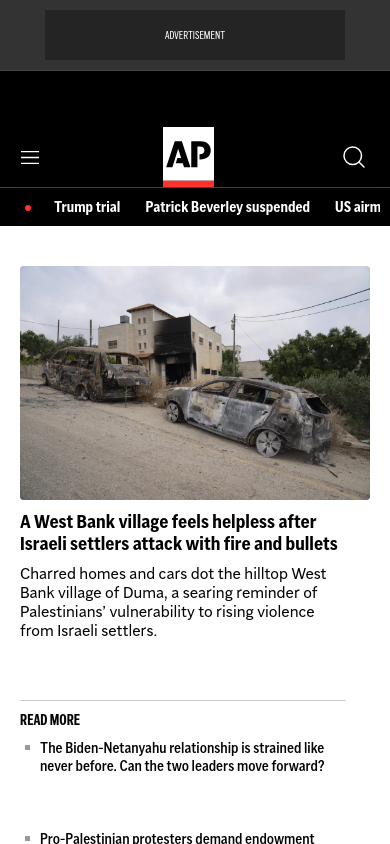 ADVERTISEMENT
AP
Trump trial
Patrick Beverley suspended
US airm
A West Bank village feels helpless after
Israeli settlers attack with fire and bullets
Charred homes and cars dot the hilltop West
Bank village of Duma, a searing reminder of
Palestinians’ vulnerability to rising violence
from Israeli settlers.
READ MORE
The Biden-Netanyahu relationship is strained like
never before. Can the two leaders move forward?
Pro-Palestinian protesters demand endowment